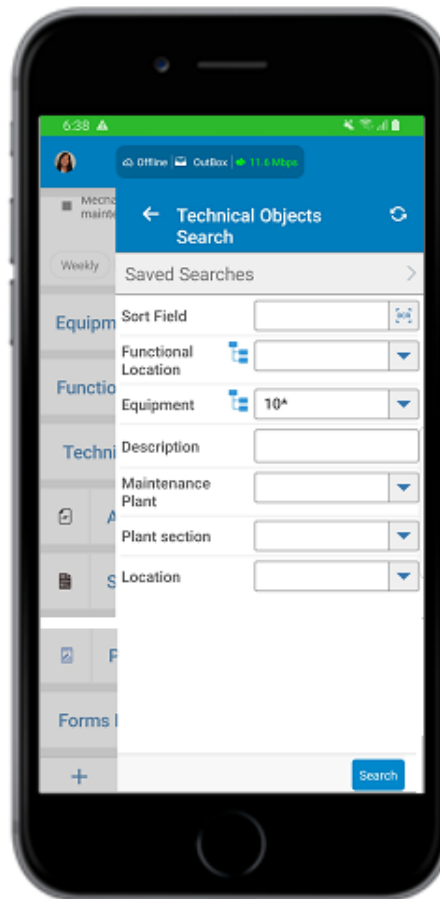 6:38
Offline | OutBox | 11.6 Mbps
Mecha
mainte
Technical Objects
Search
Weekly
Saved Searches
Equipm
Sort Field
Functional
Location
Functio
Equipment 10*
Techni
Description
Maintenance
Plant
A
Plant section
S
Location
P
Forms I
+
Search